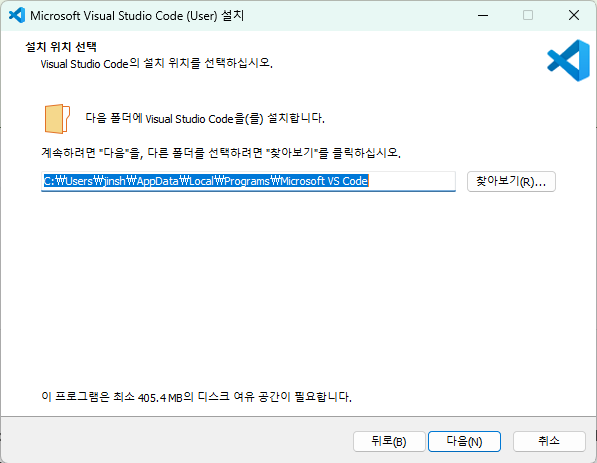 Microsoft Visual Studio Code (User) 설치
설치 위치 선택
Visual Studio Code의 설치 위치를 선택하십시오.
다음 폴더에 Visual Studio Code을(를) 설치합니다.
계속하려면 "다음"을, 다른 폴더를 선택하려면 "찾아보기"를 클릭하십시오.
C:₩Users₩jinsh₩AppData₩Local₩Programs₩Microsoft VS Code
찾아보기(R)...
이 프로그램은 최소 405.4 MB의 디스크 여유 공간이 필요합니다.
뒤로(B)
다음(N)
취소